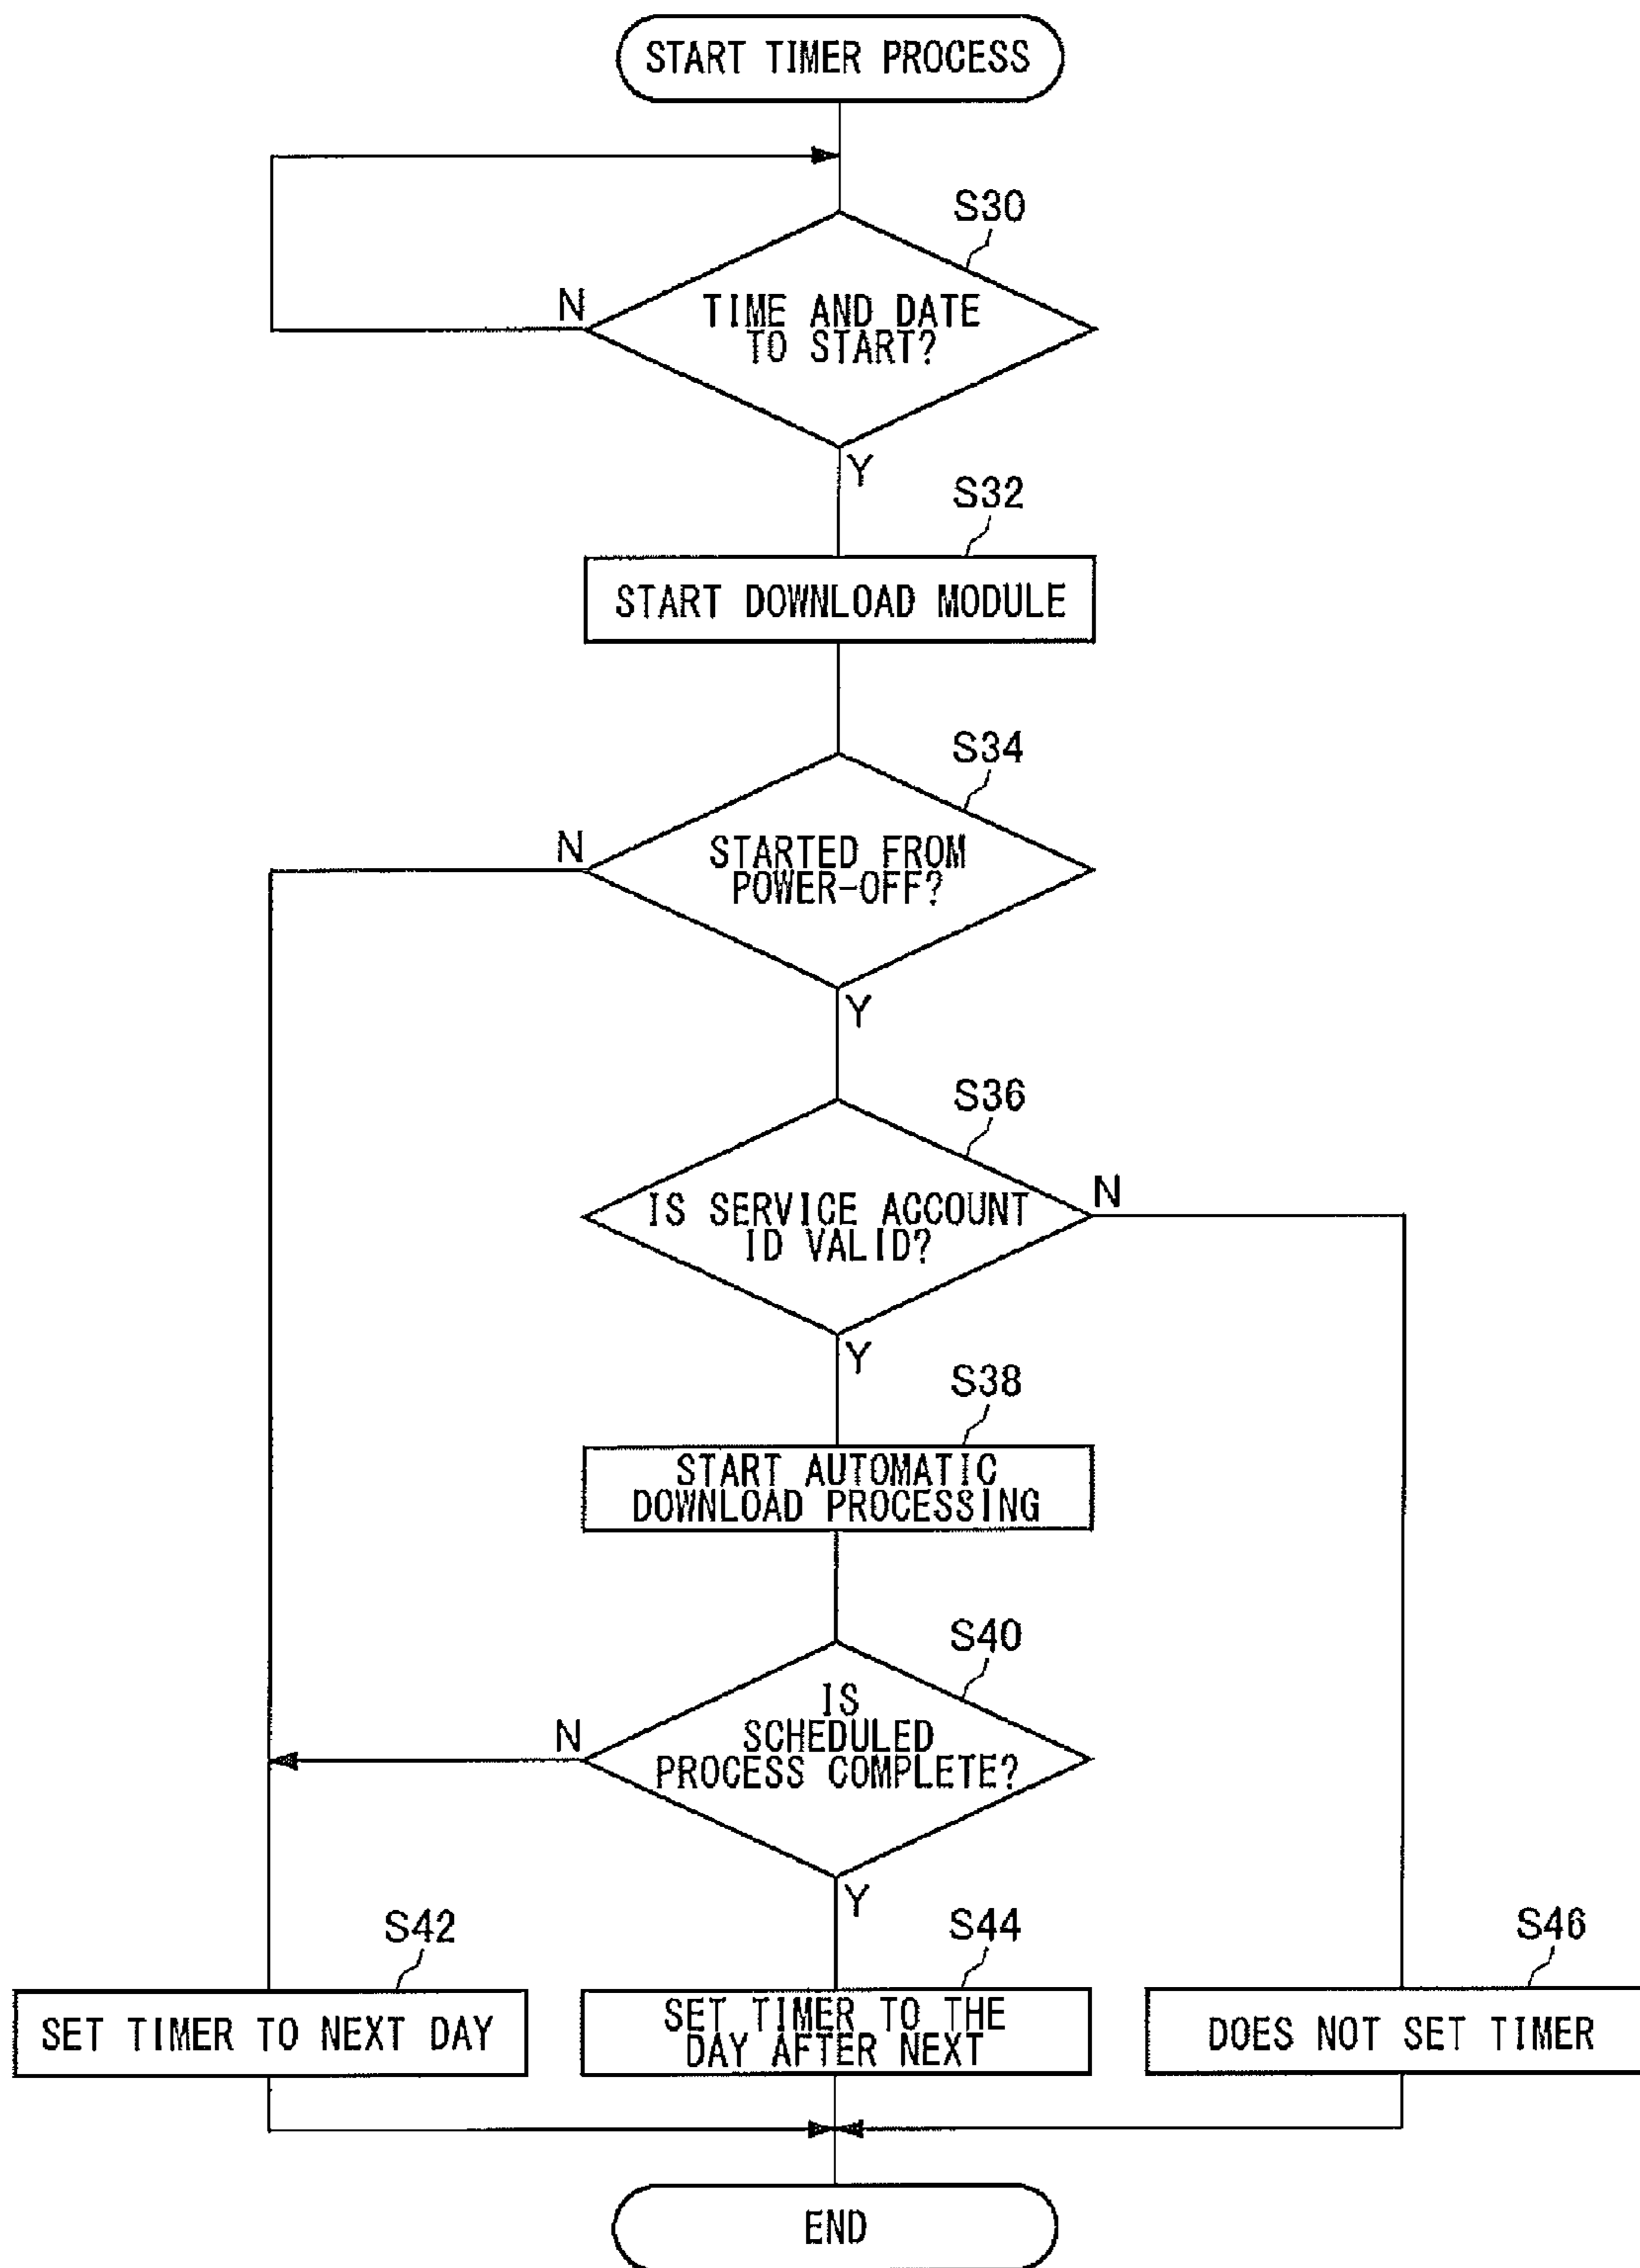 START TIMER PROCESS
S30
N
TIME AND DATE
TO START?
Y
S32
START DOWNLOAD MODULE
S34
N
STARTED FROM
POWER-OFF?
Y
S36
N
IS SERVICE ACCOUNT
ID VALID?
Y
S38
START AUTOMATIC
DOWNLOAD PROCESSING
S40
N
IS
SCHEDULED
PROCESS COMPLETE?
Y
S42
S44
S46
SET TIMER TO NEXT DAY
SET TIMER TO THE
DAY AFTER NEXT
DOES NOT SET TIMER
END